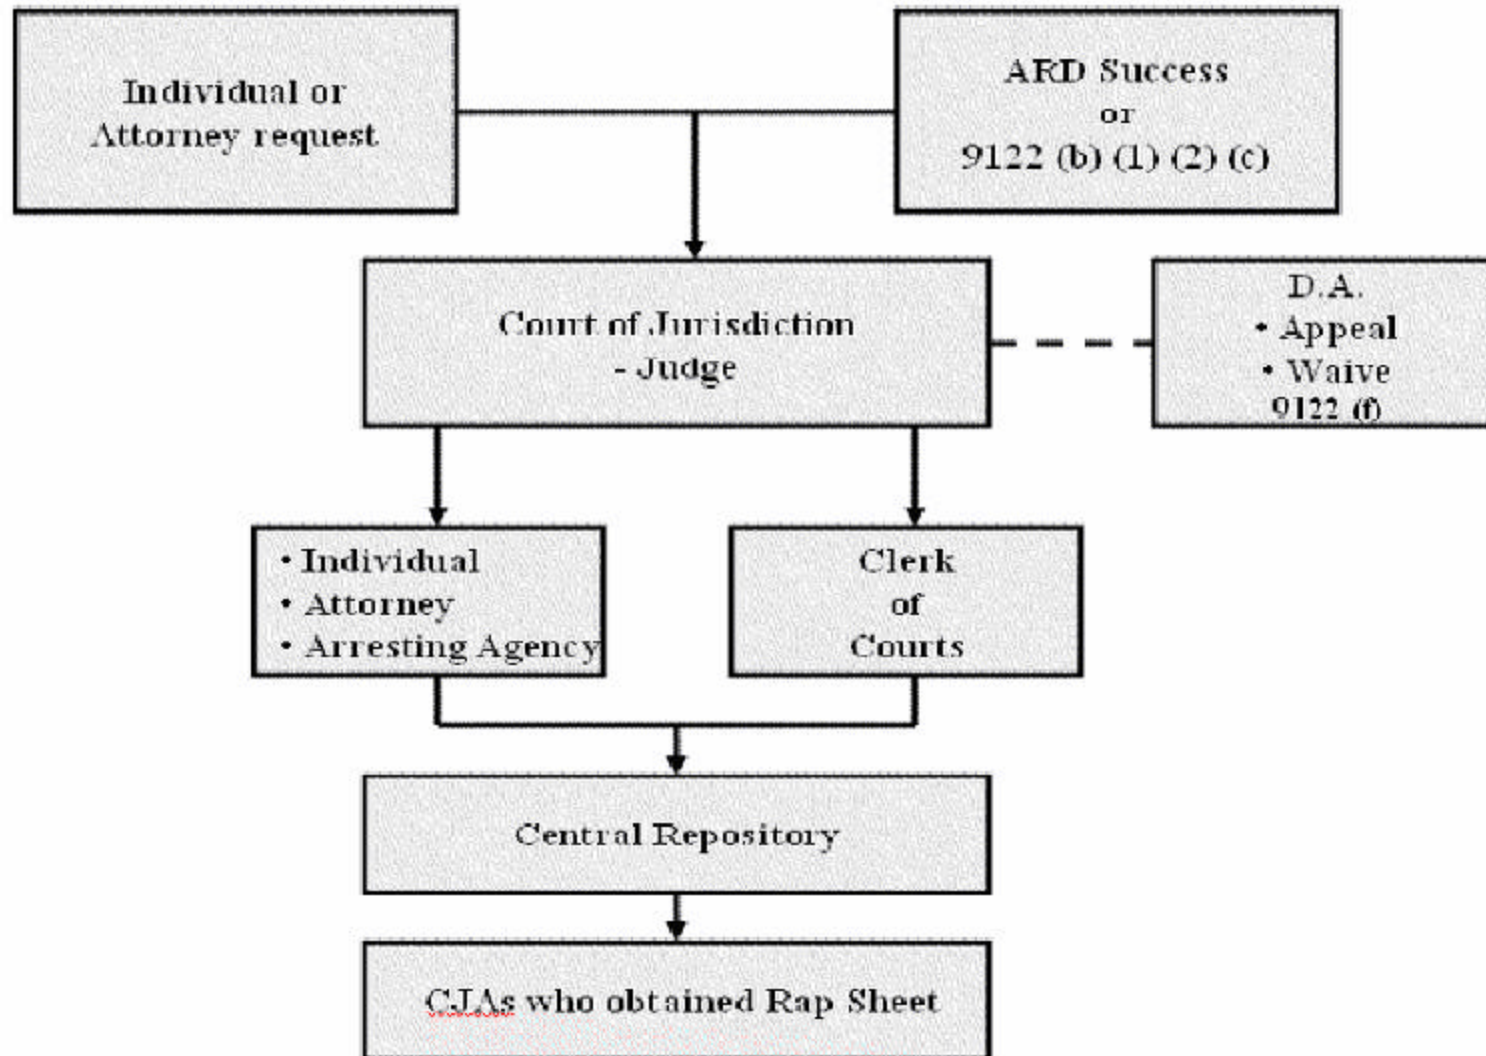 Individual or
Attorney request
ARD Success
or
9122 (b) (1) (2) (c)
Court of Jurisdiction
- Judge
D.A.
• Appeal
• Waive
9122 (f)
• Individual
• Attorney
• Arresting Agency
Clerk
of
Courts
Central Repository
CJAs who obtained Rap Sheet